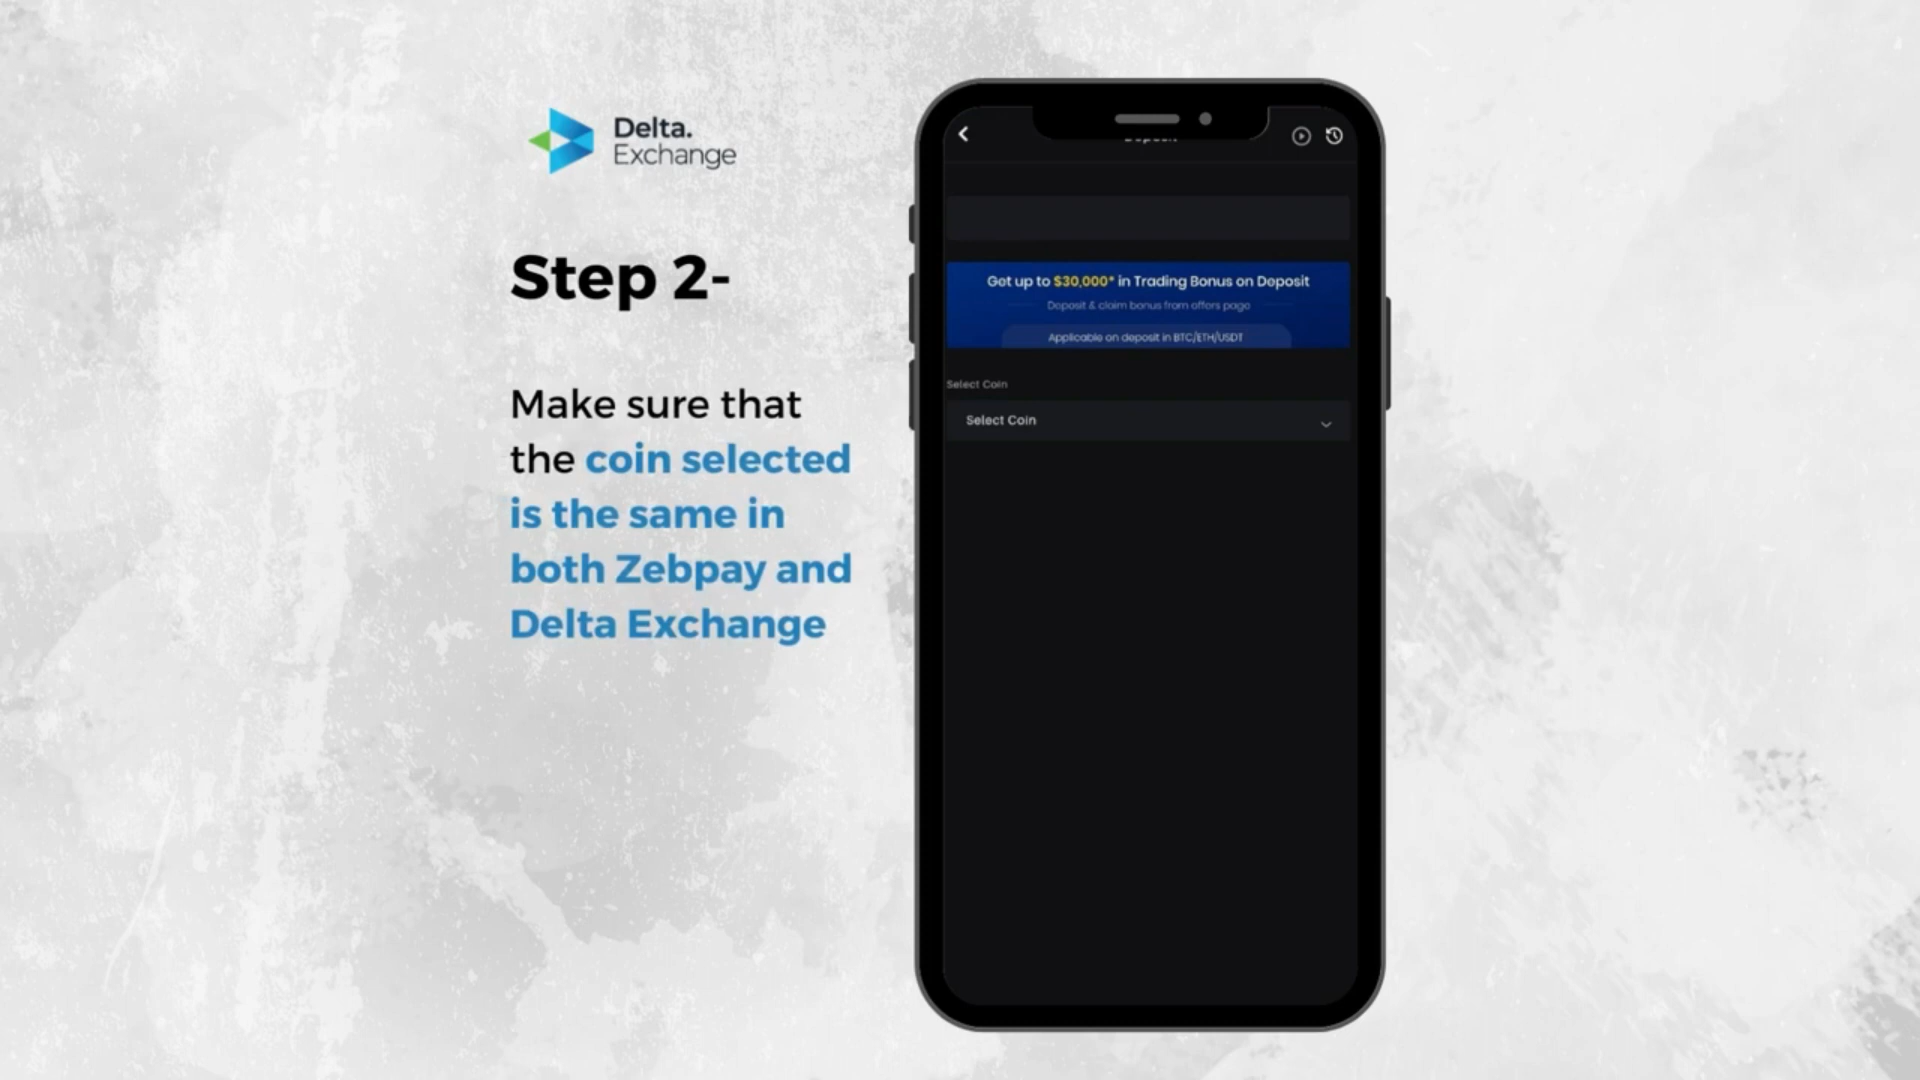 Delta.
Exchange
Step 2-
Make sure that
the coin selected
is the same in
both Zebpay and
Delta Exchange
Get up to $30,000* in Trading Bonus on Deposit
Deposit & claim bonus from offers page
Applicable on deposit in BTC/ETH/USDT
Select Coin
Select Coin